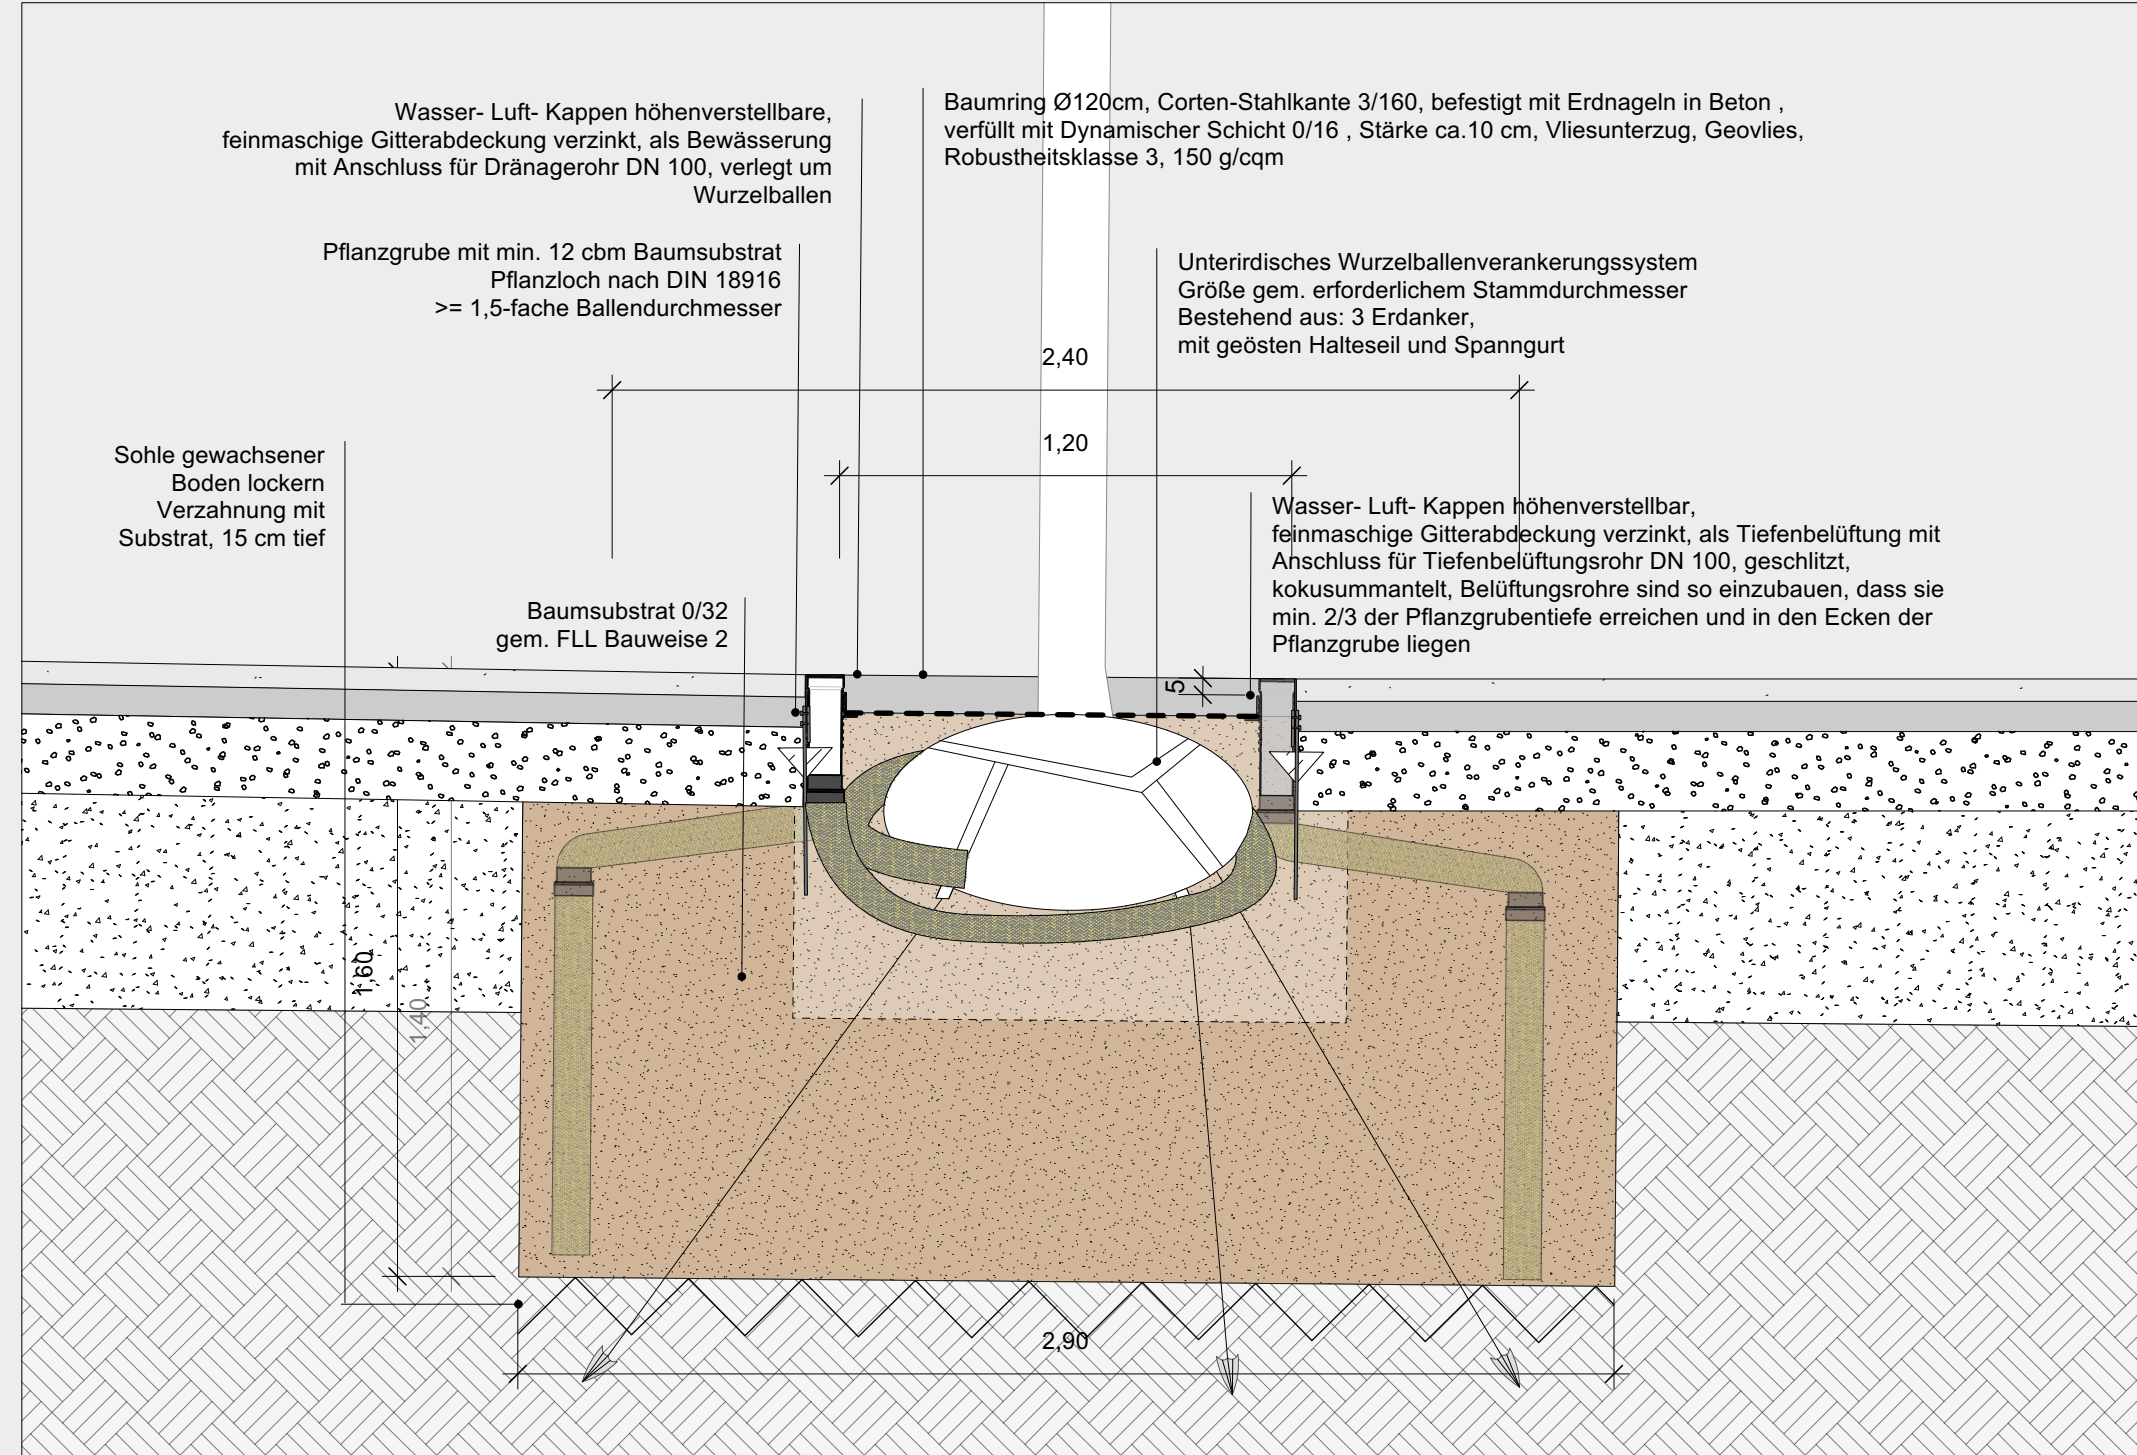 Wasser- Luft- Kappen höhenverstellbare,
feinmaschige Gitterabdeckung verzinkt, als Bewässerung
mit Anschluss für Dränagerohr DN 100, verlegt um
Wurzelballen
Baumring Ø120cm, Corten-Stahlkante 3/160, befestigt mit Erdnageln in Beton ,
verfüllt mit Dynamischer Schicht 0/16 , Stärke ca.10 cm, Vliesunterzug, Geovlies,
Robustheitsklasse 3, 150 g/cqm
Pflanzgrube mit min. 12 cbm Baumsubstrat
Pflanzloch nach DIN 18916
>= 1,5-fache Ballendurchmesser
Unterirdisches Wurzelballenverankerungssystem
Größe gem. erforderlichem Stammdurchmesser
Bestehend aus: 3 Erdanker,
mit geösten Halteseil und Spanngurt
2,40
1,20
Sohle gewachsener
Boden lockern
Verzahnung mit
Substrat, 15 cm tief
Wasser- Luft- Kappen höhenverstellbar,
feinmaschige Gitterabdeckung verzinkt, als Tiefenbelüftung mit
Anschluss für Tiefenbelüftungsrohr DN 100, geschlitzt,
kokusummantelt, Belüftungsrohre sind so einzubauen, dass sie
min. 2/3 der Pflanzgrubentiefe erreichen und in den Ecken der
Pflanzgrube liegen
Baumsubstrat 0/32
gem. FLL Bauweise 2
5
1,60
1,40
2,90